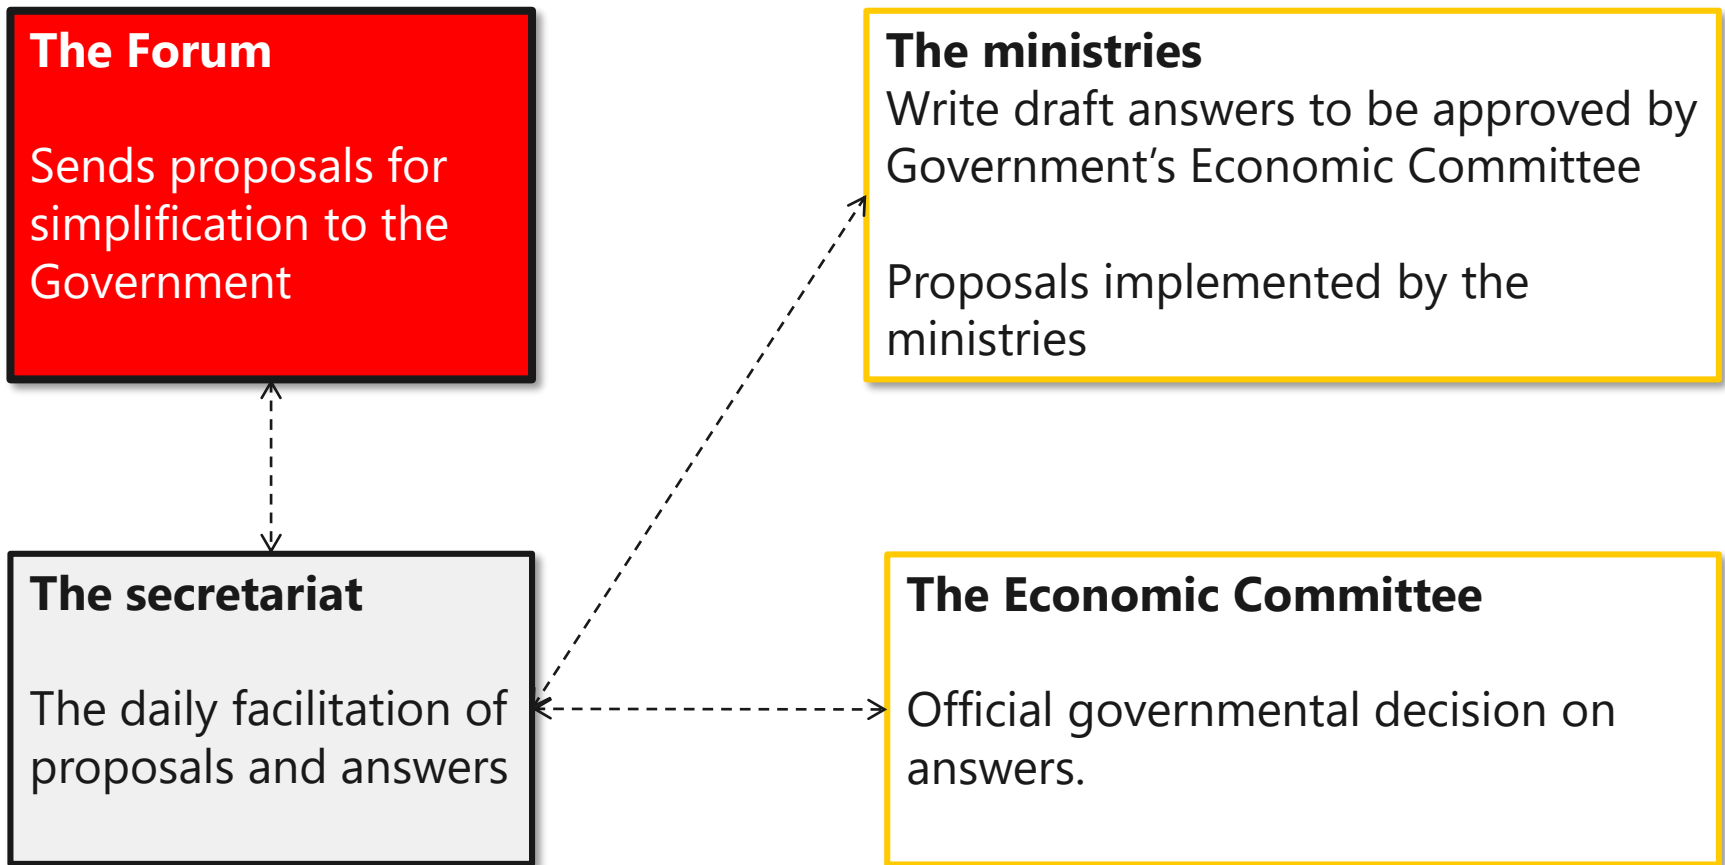 The Forum
Sends proposals for
simplification to the
Government
The ministries
Write draft answers to be approved by
Government’s Economic Committee
Proposals implemented by the
ministries
The secretariat
The daily facilitation of
proposals and answers
The Economic Committee
Official governmental decision on
answers.